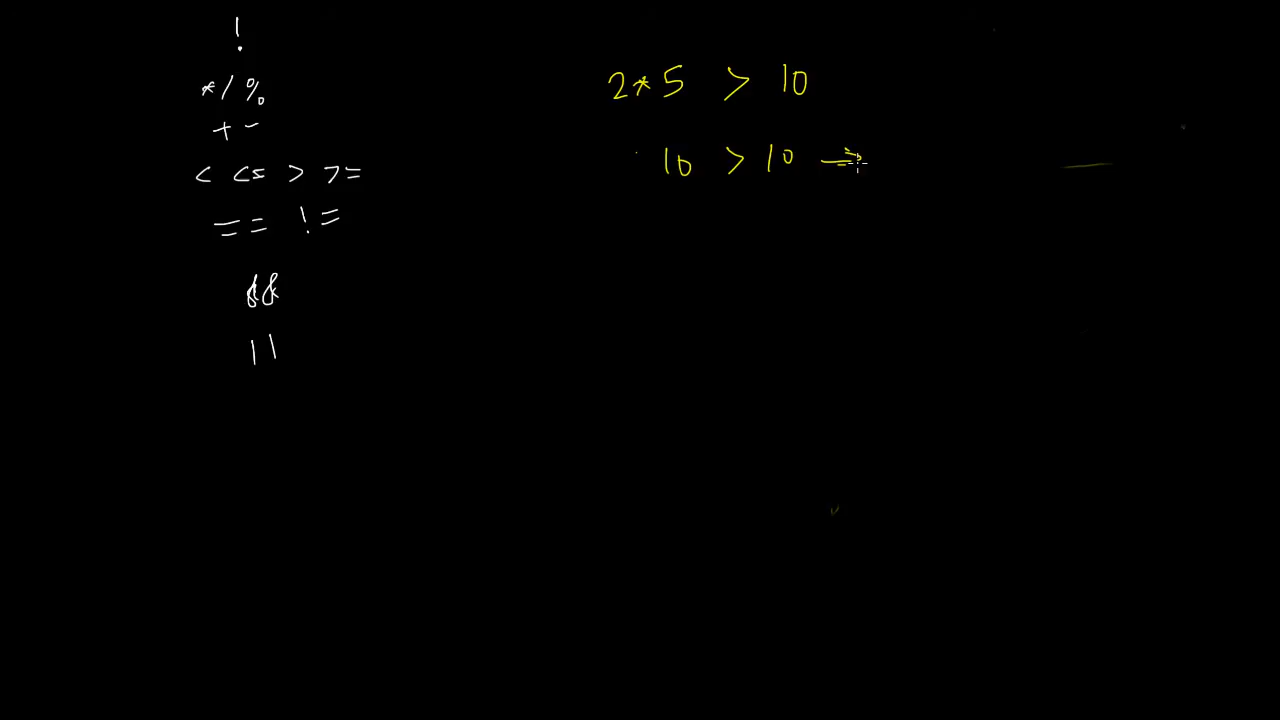 !
* / %
+ -
< <= > >=
== !=
&&
||
2 * 5 > 10
10 > 10 =>